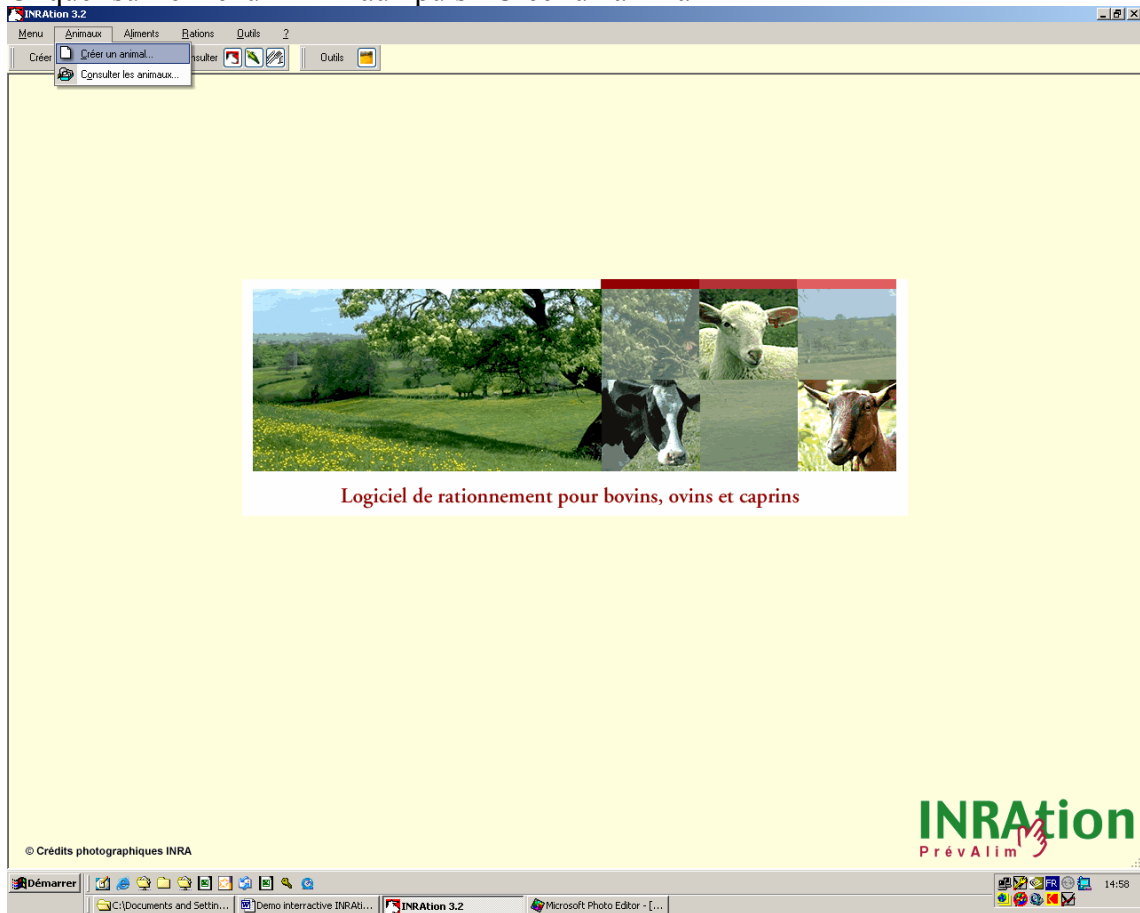 INRAtion 3.2
Menu Animaux Aliments Rations Outils ?
Créer nsulter Outils
Créer un animal...
Consulter les animaux...
Logiciel de rationnement pour bovins, ovins et caprins
INRAtion
PrévAlim
© Crédits photographiques INRA
Démarrer FR 14:58
C:\Documents and Settin... Demo interractive INRAti... INRAtion 3.2 Microsoft Photo Editor - [...